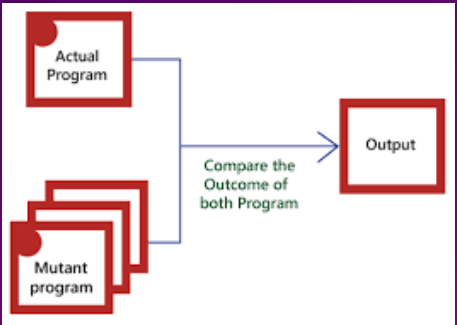 Actual
Program
Compare the
Outcome of
both Program
Output
Mutant
program